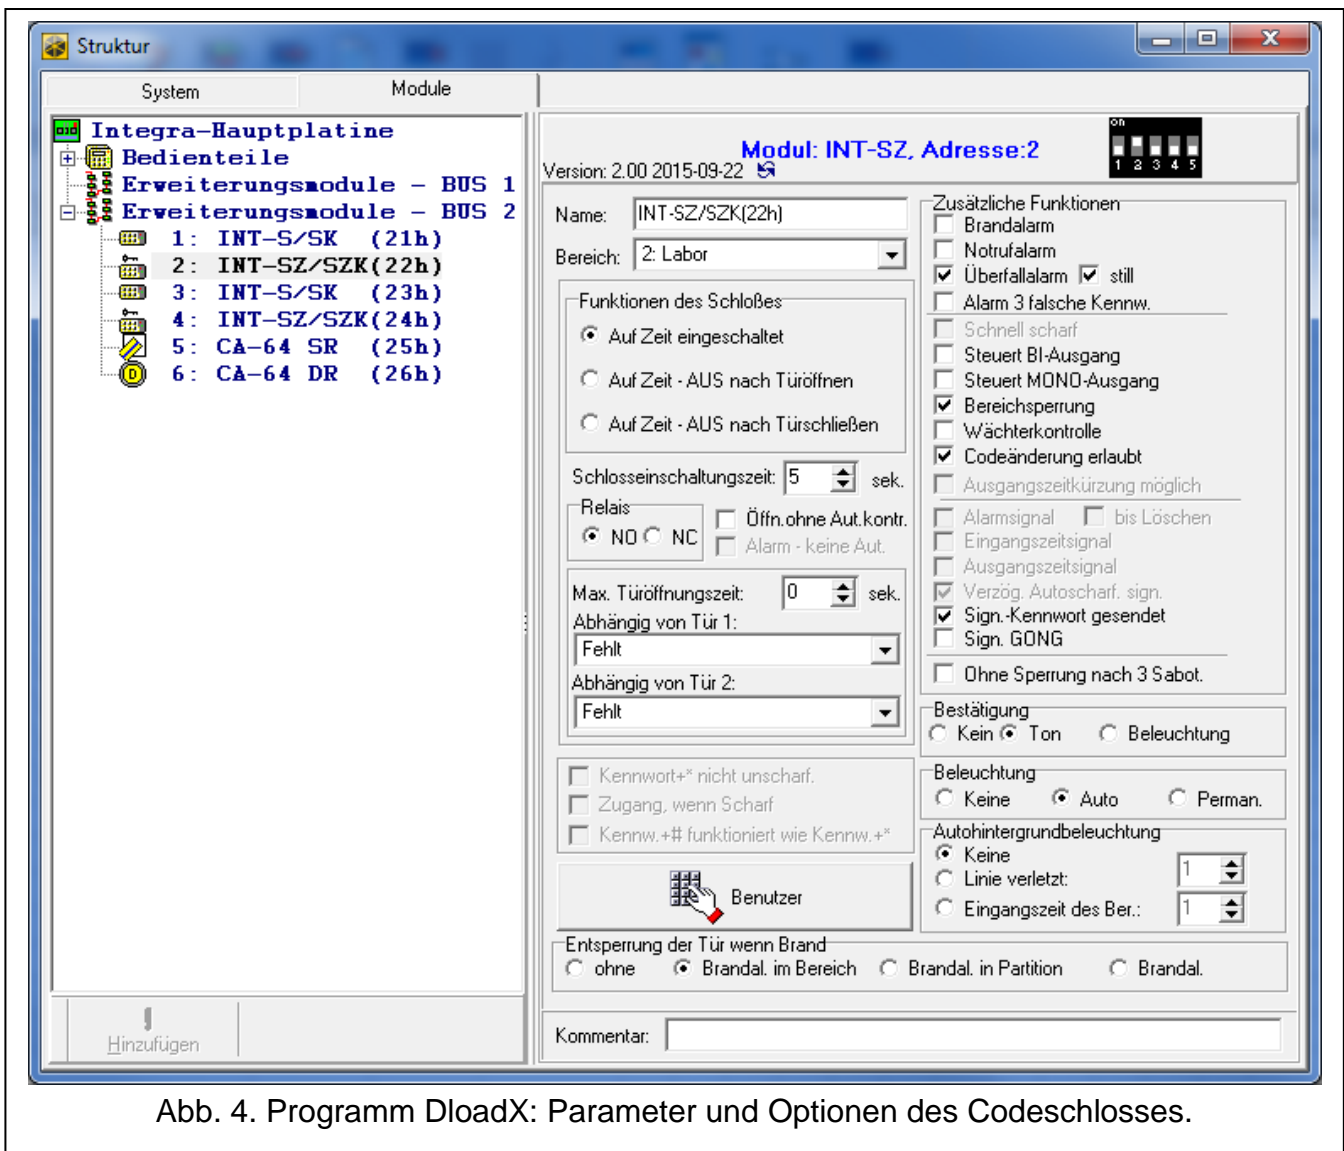 Struktur
System
Module
Integra-Hauptplatine
Bedienteile
Erweiterungsmodule - BUS 1
Erweiterungsmodule - BUS 2
1: INT-S/SK (21h)
2: INT-SZ/SZK(22h)
3: INT-S/SK (23h)
4: INT-SZ/SZK(24h)
5: CA-64 SR (25h)
6: CA-64 DR (26h)
Hinzufügen
Modul: INT-SZ, Adresse:2
Version: 2.00 2015-09-22
on
1 2 3 4 5
Name: INT-SZ/SZK(22h)
Bereich: 2: Labor
Funktionen des Schloßes
Auf Zeit eingeschaltet
Auf Zeit - AUS nach Türöffnen
Auf Zeit - AUS nach Türschließen
Schlosseinschaltungszeit: 5 sek.
Relais
NO NC
Öffn.ohne Aut.kontr.
Alarm - keine Aut.
Max. Türöffnungszeit: 0 sek.
Abhängig von Tür 1:
Fehlt
Abhängig von Tür 2:
Fehlt
Kennwort+* nicht unscharf.
Zugang, wenn Scharf
Kennw.+# funktioniert wie Kennw.+*
Benutzer
Zusätzliche Funktionen
Brandalarm
Notrufalarm
Überfallalarm still
Alarm 3 falsche Kennw.
Schnell scharf
Steuert BI-Ausgang
Steuert MONO-Ausgang
Bereichsperrung
Wächterkontrolle
Codeänderung erlaubt
Ausgangszeitkürzung möglich
Alarmsignal bis Löschen
Eingangszeitsignal
Ausgangszeitsignal
Verzög. Autoscharf. sign.
Sign.-Kennwort gesendet
Sign. GONG
Ohne Sperrung nach 3 Sabot.
Bestätigung
Kein Ton Beleuchtung
Beleuchtung
Keine Auto Perman.
Autohintergrundbeleuchtung
Keine
Linie verletzt: 1
Eingangszeit des Ber.: 1
Entsperrung der Tür wenn Brand
ohne Brandal. im Bereich Brandal. in Partition Brandal.
Kommentar:
Abb. 4. Programm DloadX: Parameter und Optionen des Codeschlosses.